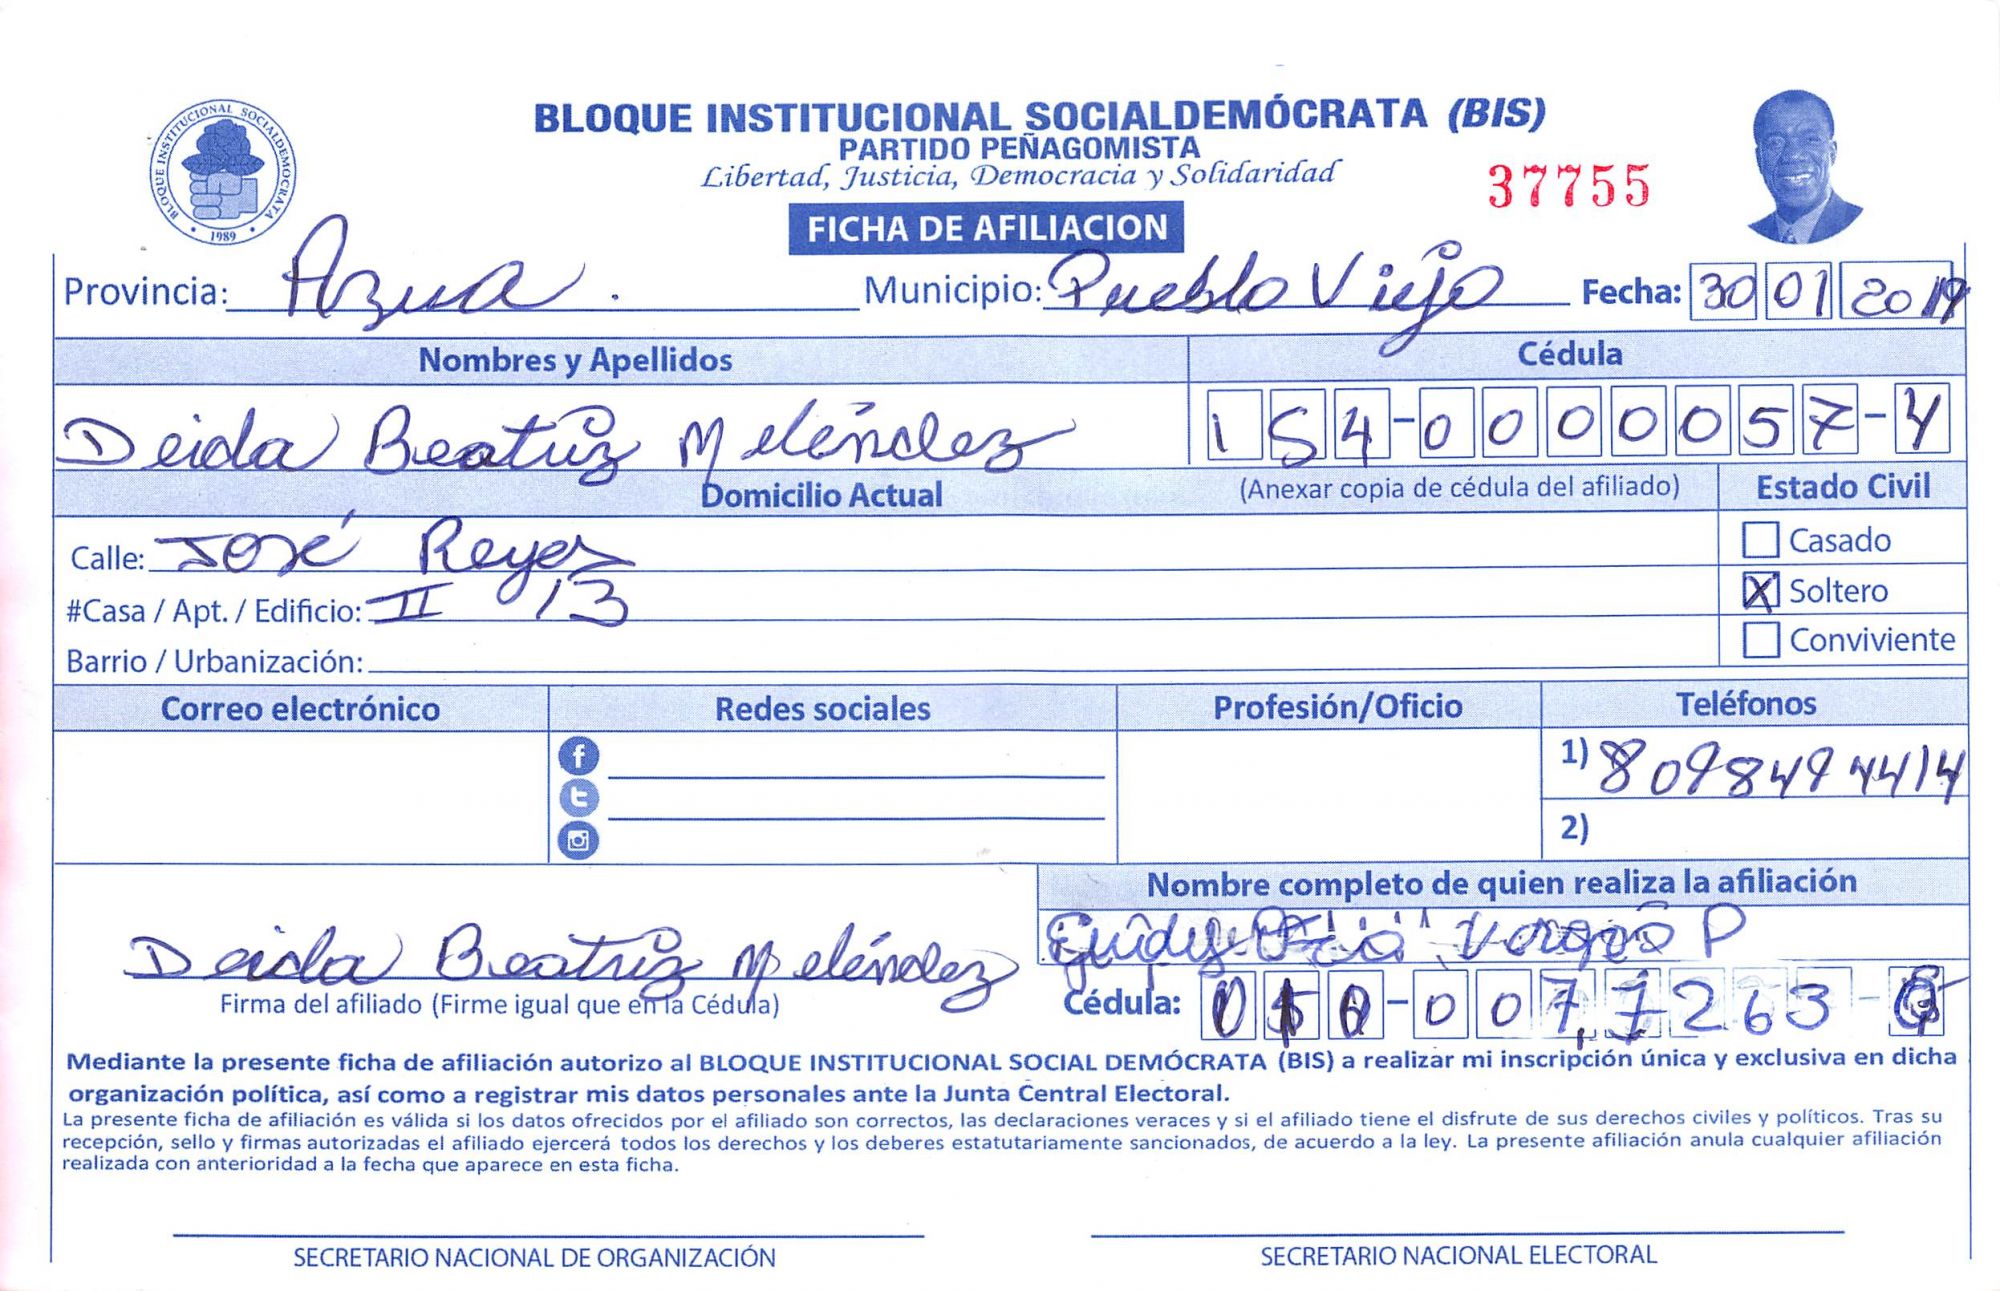 BLOQUE INSTITUCIONAL SOCIALDEMOCRATA
1989
BLOQUE INSTITUCIONAL SOCIALDEMÓCRATA (BIS)
PARTIDO PEÑAGOMISTA
Libertad, Justicia, Democracia y Solidaridad
37755
FICHA DE AFILIACION
Provincia: Azua. Municipio: Pueblo Viejo Fecha: 30 01 2019
Nombres y Apellidos Cédula
Deida Beatriz Meléndez 154-0000057-4
Domicilio Actual (Anexar copia de cédula del afiliado) Estado Civil
Calle: José Reyes Casado
#Casa / Apt. / Edificio: II 13 X Soltero
Barrio / Urbanización: Conviviente
Correo electrónico Redes sociales Profesión/Oficio Teléfonos
1) 8098494414
2)
Nombre completo de quien realiza la afiliación
Deida Beatriz Meléndez P
Firma del afiliado (Firme igual que en la Cédula) Cédula: 010-0077263-
Mediante la presente ficha de afiliación autorizo al BLOQUE INSTITUCIONAL SOCIAL DEMÓCRATA (BIS) a realizar mi inscripción única y exclusiva en dicha
organización política, así como a registrar mis datos personales ante la Junta Central Electoral.
La presente ficha de afiliación es válida si los datos ofrecidos por el afiliado son correctos, las declaraciones veraces y si el afiliado tiene el disfrute de sus derechos civiles y políticos. Tras su
recepción, sello y firmas autorizadas el afiliado ejercerá todos los derechos y los deberes estatutariamente sancionados, de acuerdo a la ley. La presente afiliación anula cualquier afiliación
realizada con anterioridad a la fecha que aparece en esta ficha.
SECRETARIO NACIONAL DE ORGANIZACIÓN SECRETARIO NACIONAL ELECTORAL